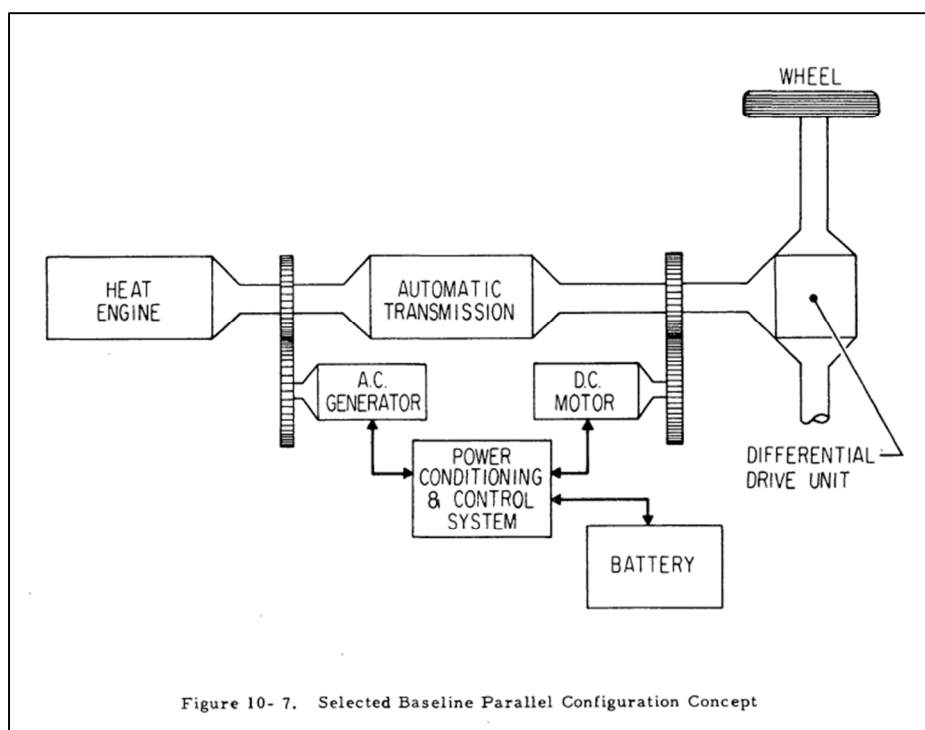 WHEEL
HEAT
ENGINE
AUTOMATIC
TRANSMISSION
A.C.
GENERATOR
D.C.
MOTOR
POWER
CONDITIONING
& CONTROL
SYSTEM
DIFFERENTIAL
DRIVE UNIT
BATTERY
Figure 10- 7. Selected Baseline Parallel Configuration Concept